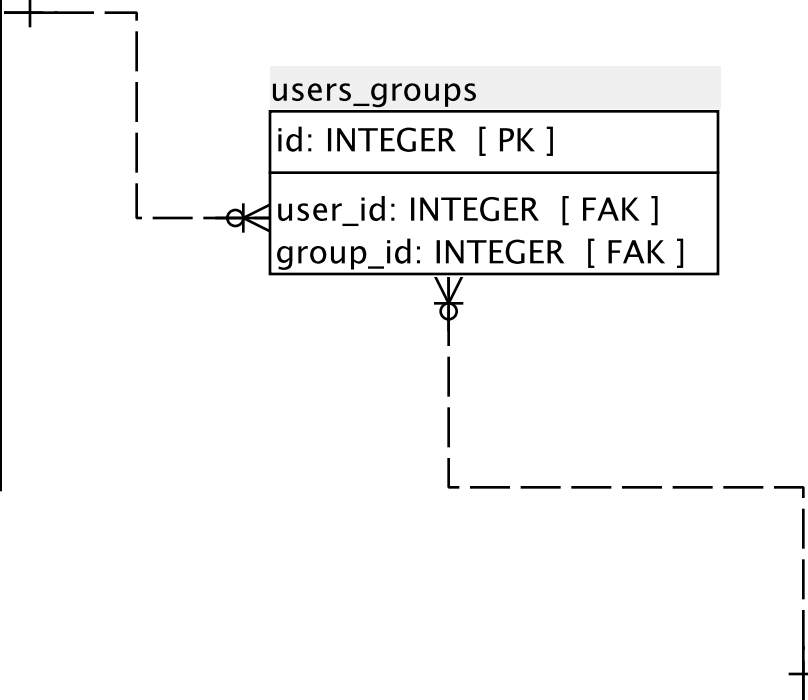 users_groups
id: INTEGER [ PK ]
user_id: INTEGER [ FAK ]
group_id: INTEGER [ FAK ]